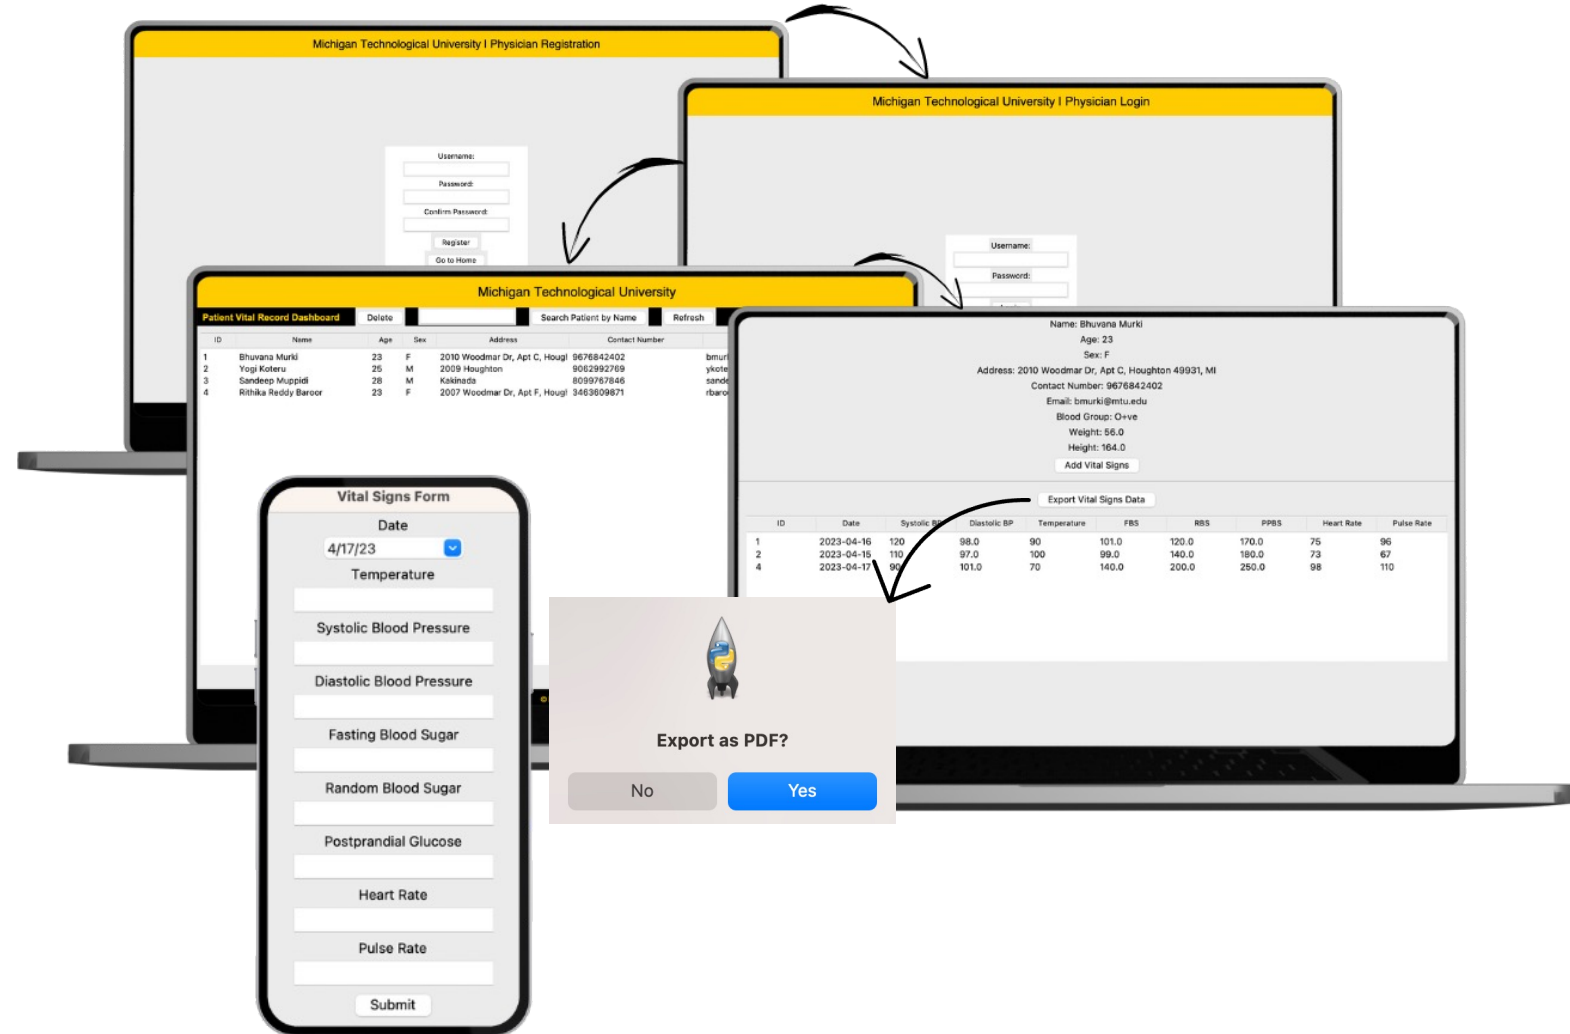 Michigan Technological University I Physician Registration
Username:
Password:
Confirm Password:
Register
Go to Home
Michigan Technological University I Physician Login
Username:
Password:
Michigan Technological University
Patient Vital Record Dashboard Delete Search Patient by Name Refresh
ID Name Age Sex Address Contact Number
1 Bhuvana Murki 23 F 2010 Woodmar Dr, Apt C, Hougl 9676842402 bmurl
2 Yogi Koteru 25 M 2009 Houghton 9062992769 ykote
3 Sandeep Muppidi 28 M Kakinada 8099767846 sande
4 Rithika Reddy Baroor 23 F 2007 Woodmar Dr, Apt F, Hougl 3463609871 rbaro
Name: Bhuvana Murki
Age: 23
Sex: F
Address: 2010 Woodmar Dr, Apt C, Houghton 49931, MI
Contact Number: 9676842402
Email: bmurki@mtu.edu
Blood Group: O+ve
Weight: 56.0
Height: 164.0
Add Vital Signs
Export Vital Signs Data
ID Date Systolic BP Diastolic BP Temperature FBS RBS PPBS Heart Rate Pulse Rate
1 2023-04-16 120 98.0 90 101.0 120.0 170.0 75 96
2 2023-04-15 110 97.0 100 99.0 140.0 180.0 73 67
4 2023-04-17 90 101.0 70 140.0 200.0 250.0 98 110
Vital Signs Form
Date
4/17/23
Temperature
Systolic Blood Pressure
Diastolic Blood Pressure
Fasting Blood Sugar
Random Blood Sugar
Postprandial Glucose
Heart Rate
Pulse Rate
Submit
Export as PDF?
No Yes